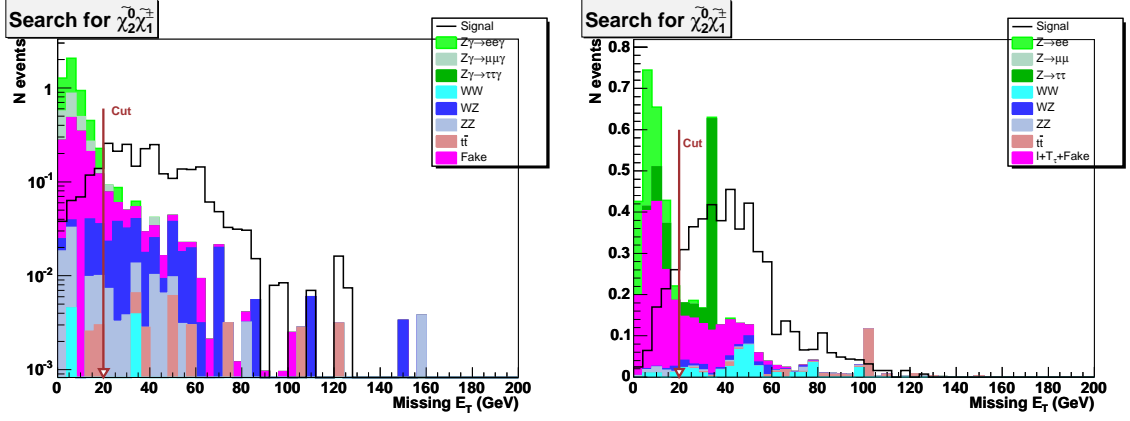 Search for χ̃⁰₂χ̃±₁
N events
1
10⁻¹
10⁻²
10⁻³
0 20 40 60 80 100 120 140 160 180 200
Missing E_T (GeV)
Cut
Signal
Zγ→eeγ
Zγ→μμγ
Zγ→ττγ
WW
WZ
ZZ
tt̄
Fake
Search for χ̃⁰₂χ̃±₁
N events
0.8
0.7
0.6
0.5
0.4
0.3
0.2
0.1
0
0 20 40 60 80 100 120 140 160 180 200
Missing E_T (GeV)
Cut
Signal
Z→ee
Z→μμ
Z→ττ
WW
WZ
ZZ
tt̄